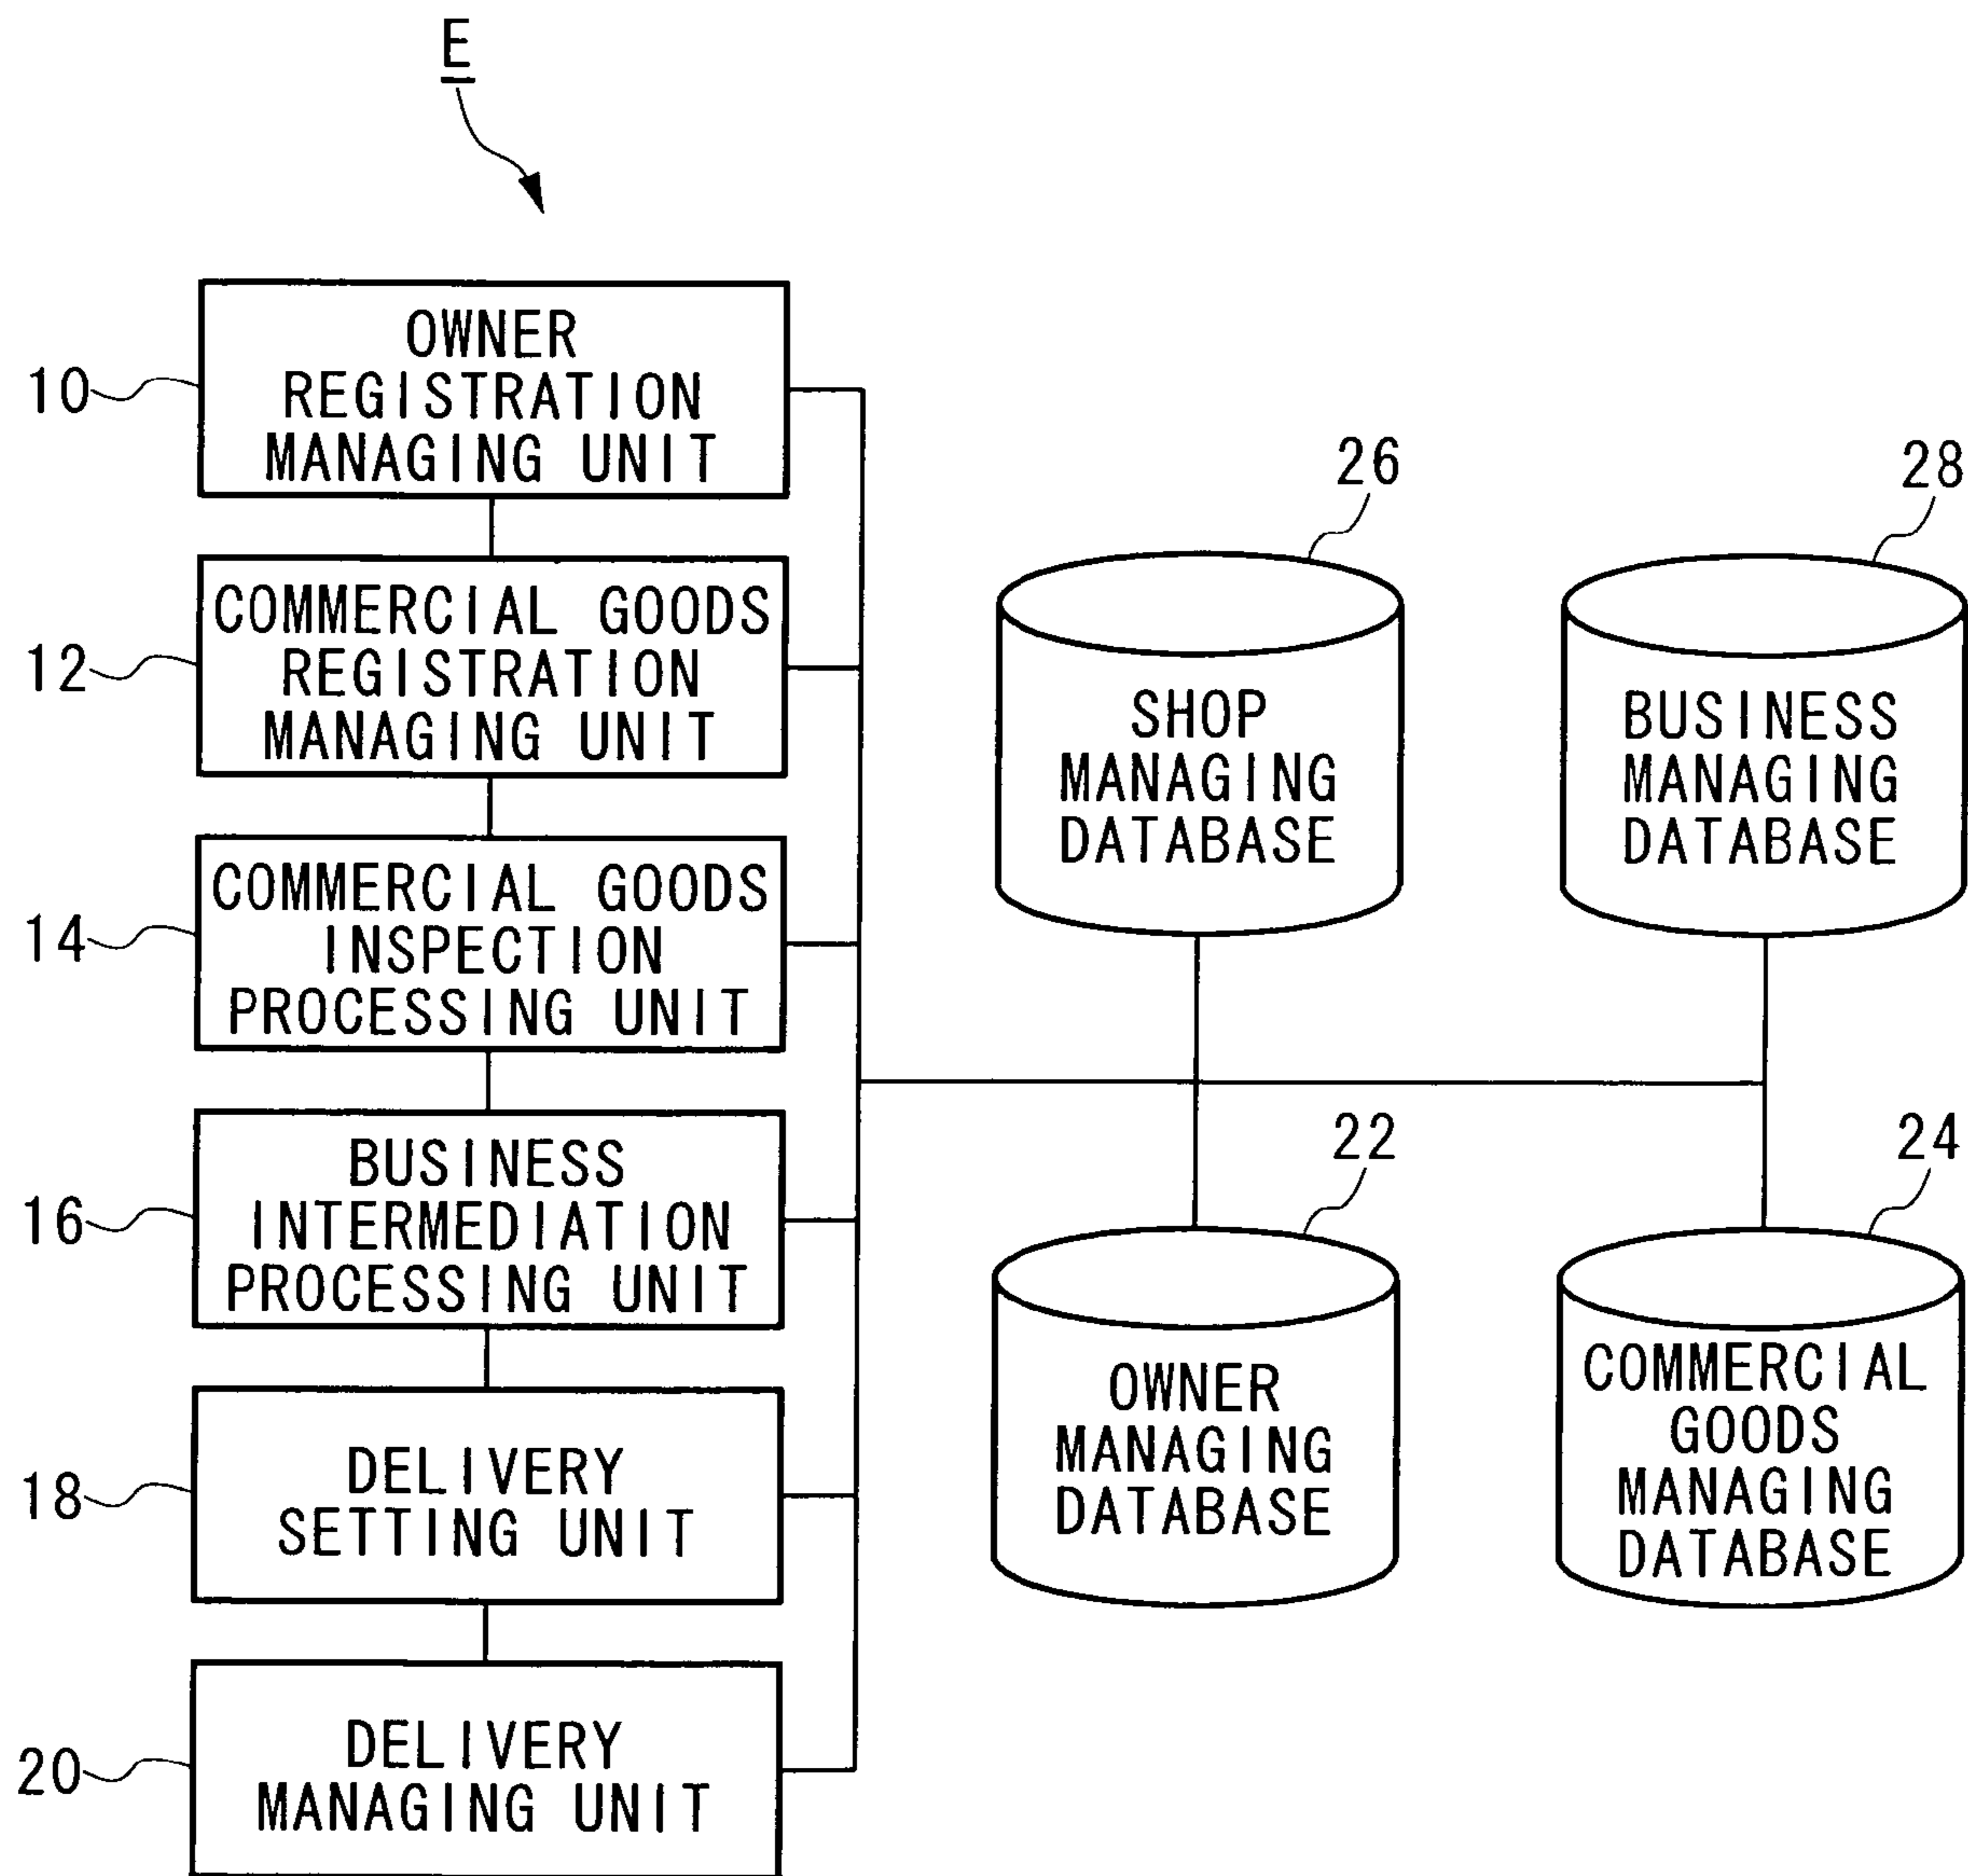 E
10
OWNER
REGISTRATION
MANAGING UNIT
12
COMMERCIAL GOODS
REGISTRATION
MANAGING UNIT
14
COMMERCIAL GOODS
INSPECTION
PROCESSING UNIT
16
BUSINESS
INTERMEDIATION
PROCESSING UNIT
18
DELIVERY
SETTING UNIT
20
DELIVERY
MANAGING UNIT
26
SHOP
MANAGING
DATABASE
28
BUSINESS
MANAGING
DATABASE
22
OWNER
MANAGING
DATABASE
24
COMMERCIAL
GOODS
MANAGING
DATABASE